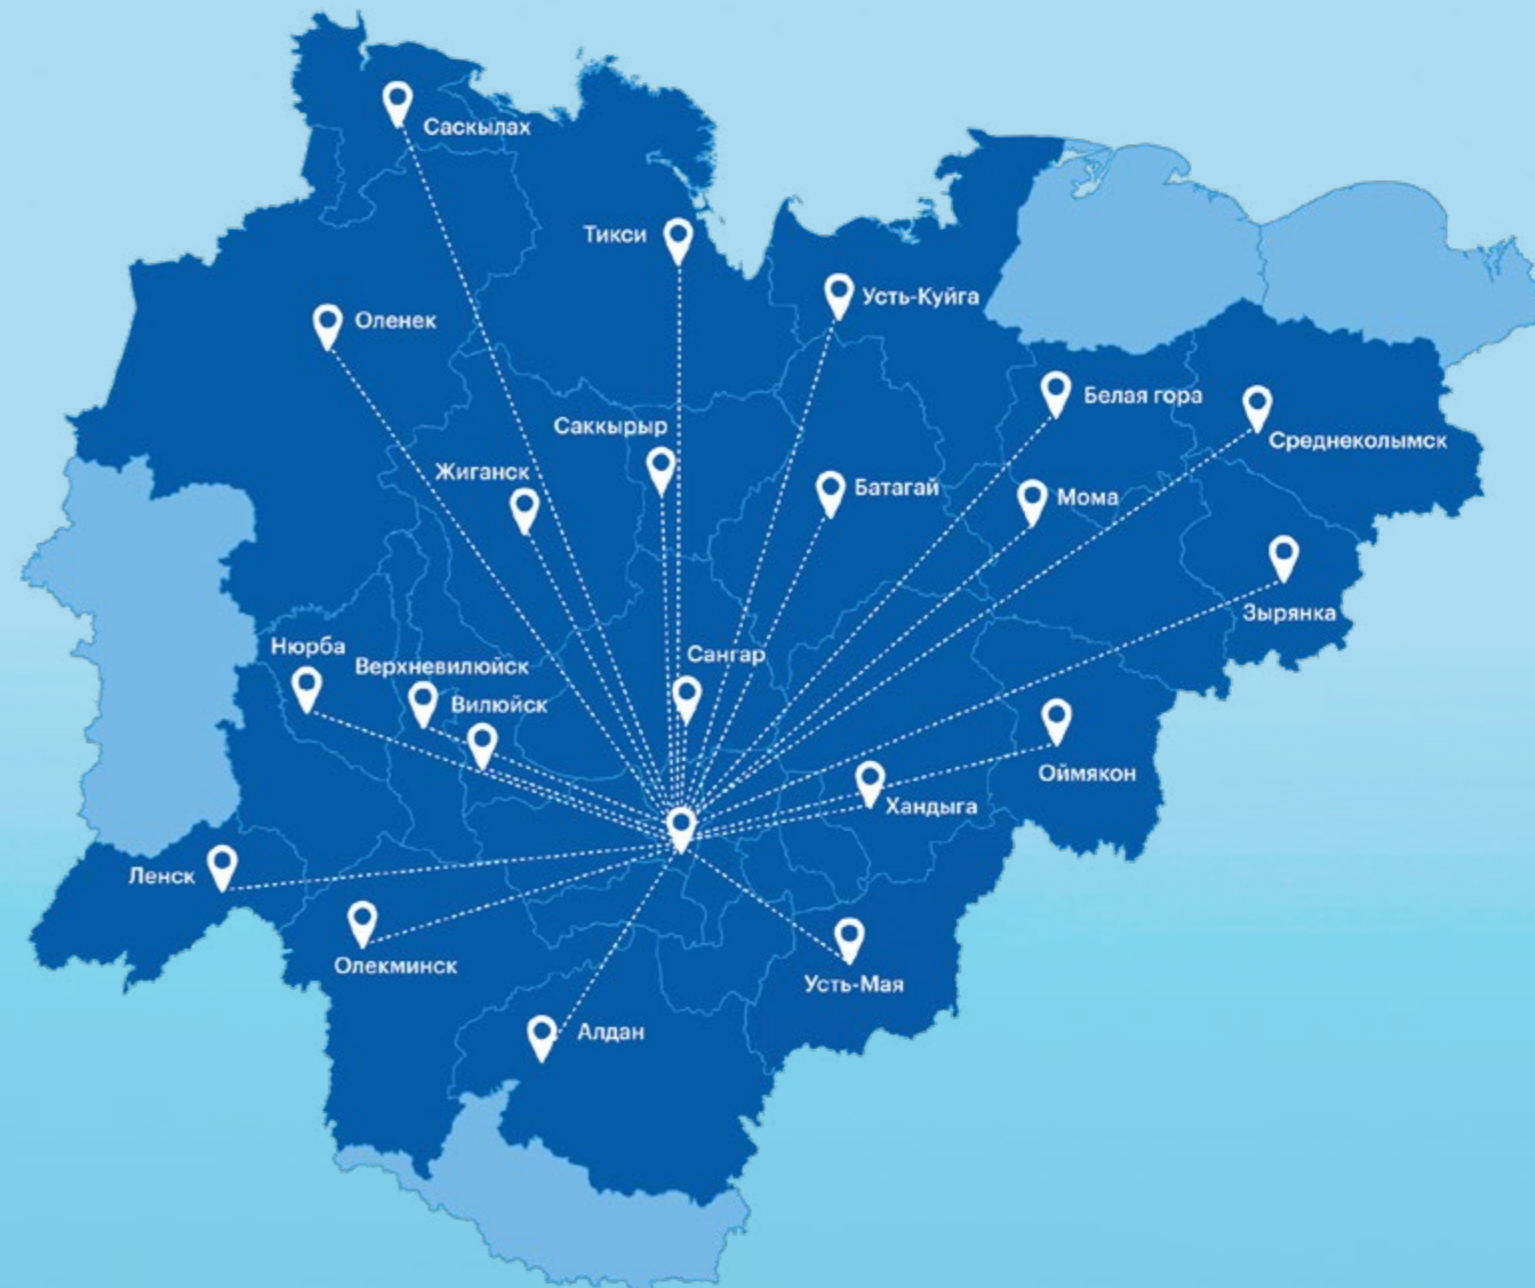 Саскылах
Тикси
Усть-Куйга
Оленек
Белая гора
Саккырыр
Среднеколымск
Жиганск
Батагай
Мома
Зырянка
Нюрба
Сангар
Верхневилюйск
Вилюйск
Оймякон
Хандыга
Ленск
Олекминск
Усть-Мая
Алдан